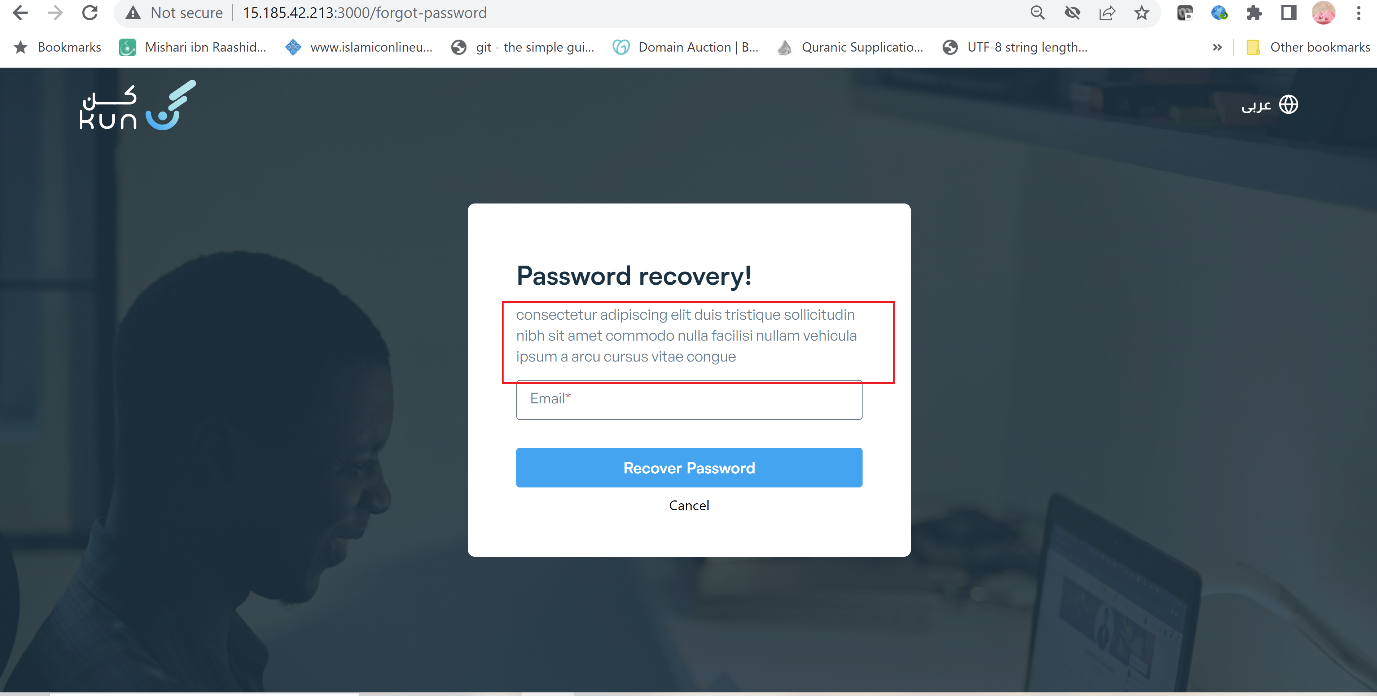 Not secure 15.185.42.213:3000/forgot-password
Bookmarks Mishari ibn Raashid... www.islamiconlineu... git - the simple gui... Domain Auction | B... Quranic Supplicatio... UTF-8 string length... » Other bookmarks
كن
kun
عربى
Password recovery!
consectetur adipiscing elit duis tristique sollicitudin
nibh sit amet commodo nulla facilisi nullam vehicula
ipsum a arcu cursus vitae congue
Email*
Recover Password
Cancel